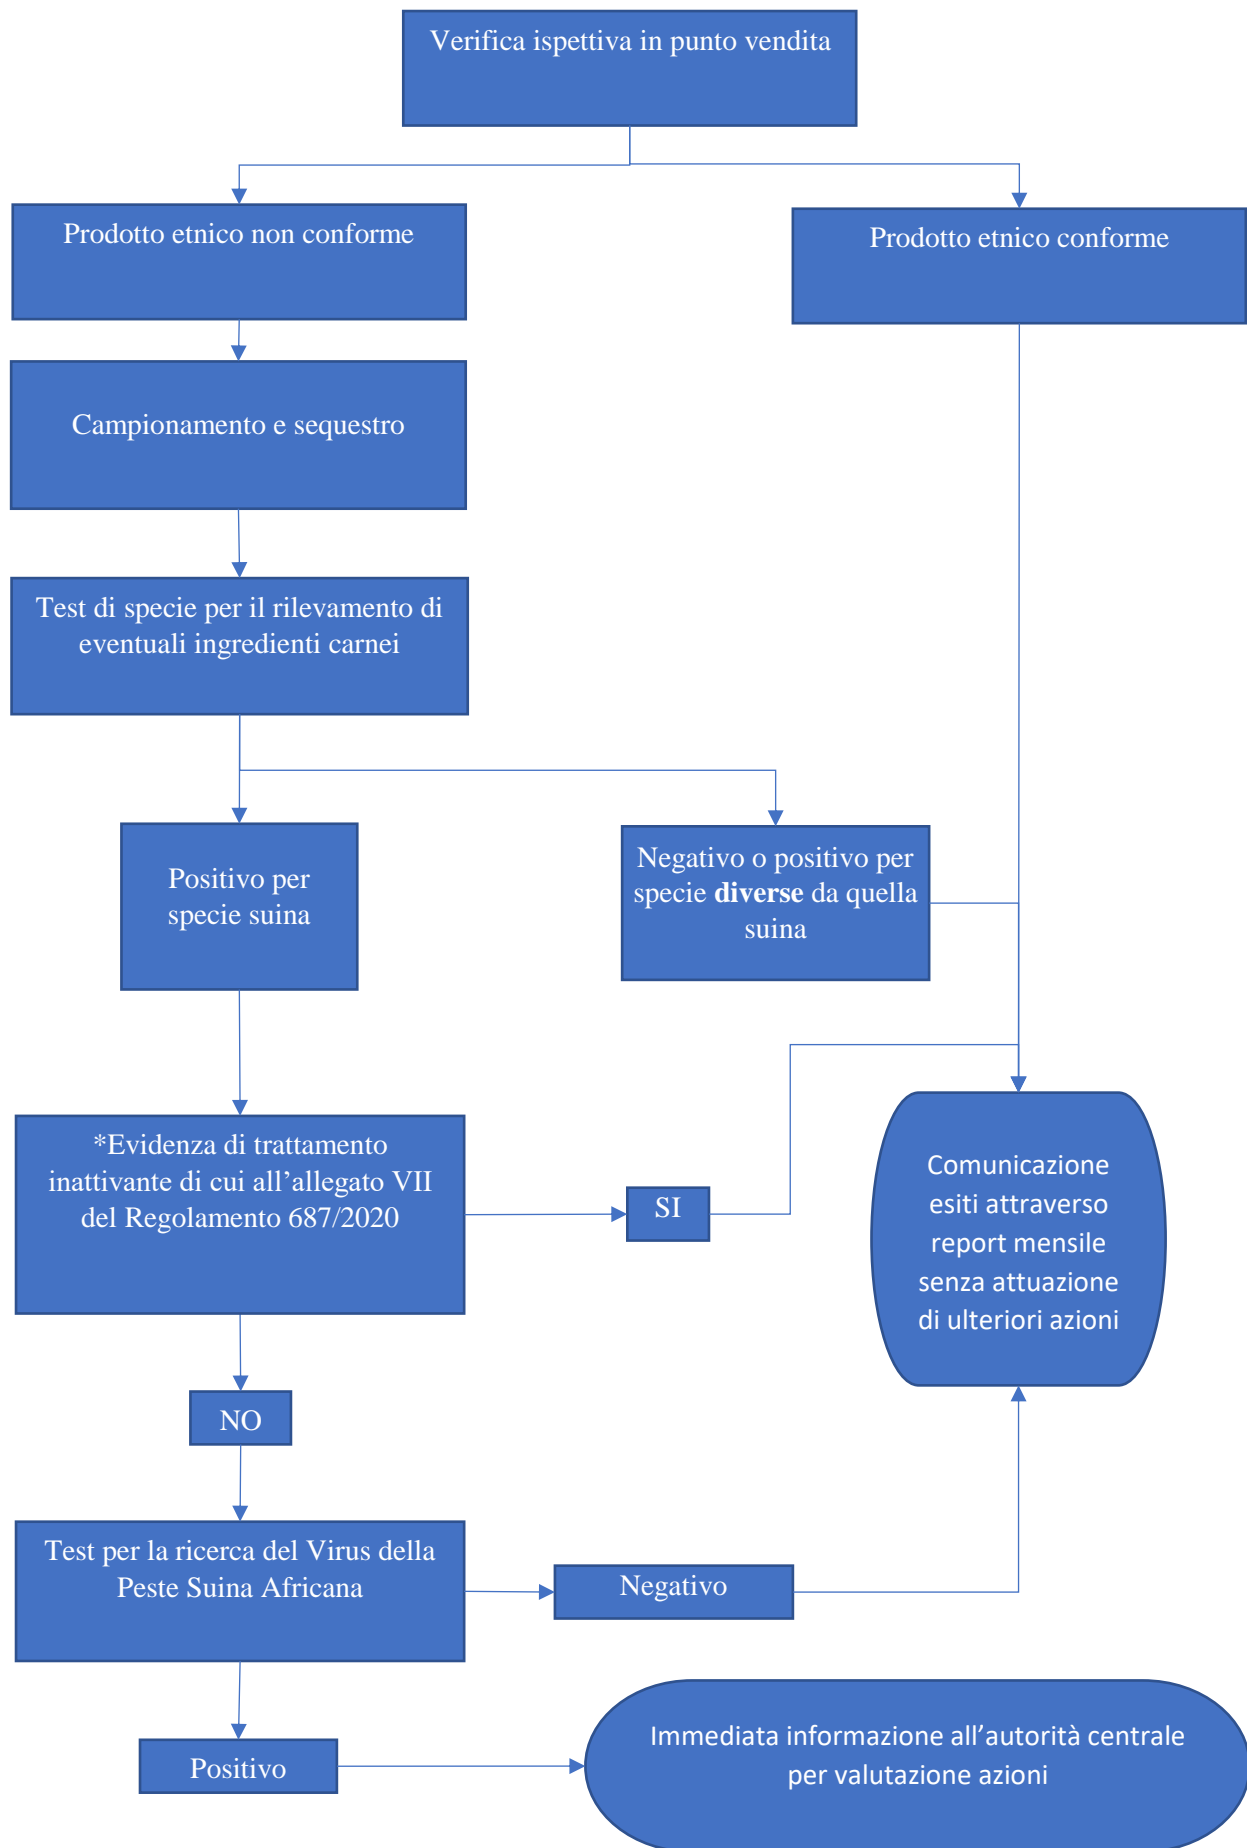 Verifica ispettiva in punto vendita
Prodotto etnico non conforme
Prodotto etnico conforme
Campionamento e sequestro
Test di specie per il rilevamento di
eventuali ingredienti carnei
Positivo per
specie suina
Negativo o positivo per
specie diverse da quella
suina
*Evidenza di trattamento
inattivante di cui all’allegato VII
del Regolamento 687/2020
SI
Comunicazione
esiti attraverso
report mensile
senza attuazione
di ulteriori azioni
NO
Test per la ricerca del Virus della
Peste Suina Africana
Negativo
Positivo
Immediata informazione all’autorità centrale
per valutazione azioni